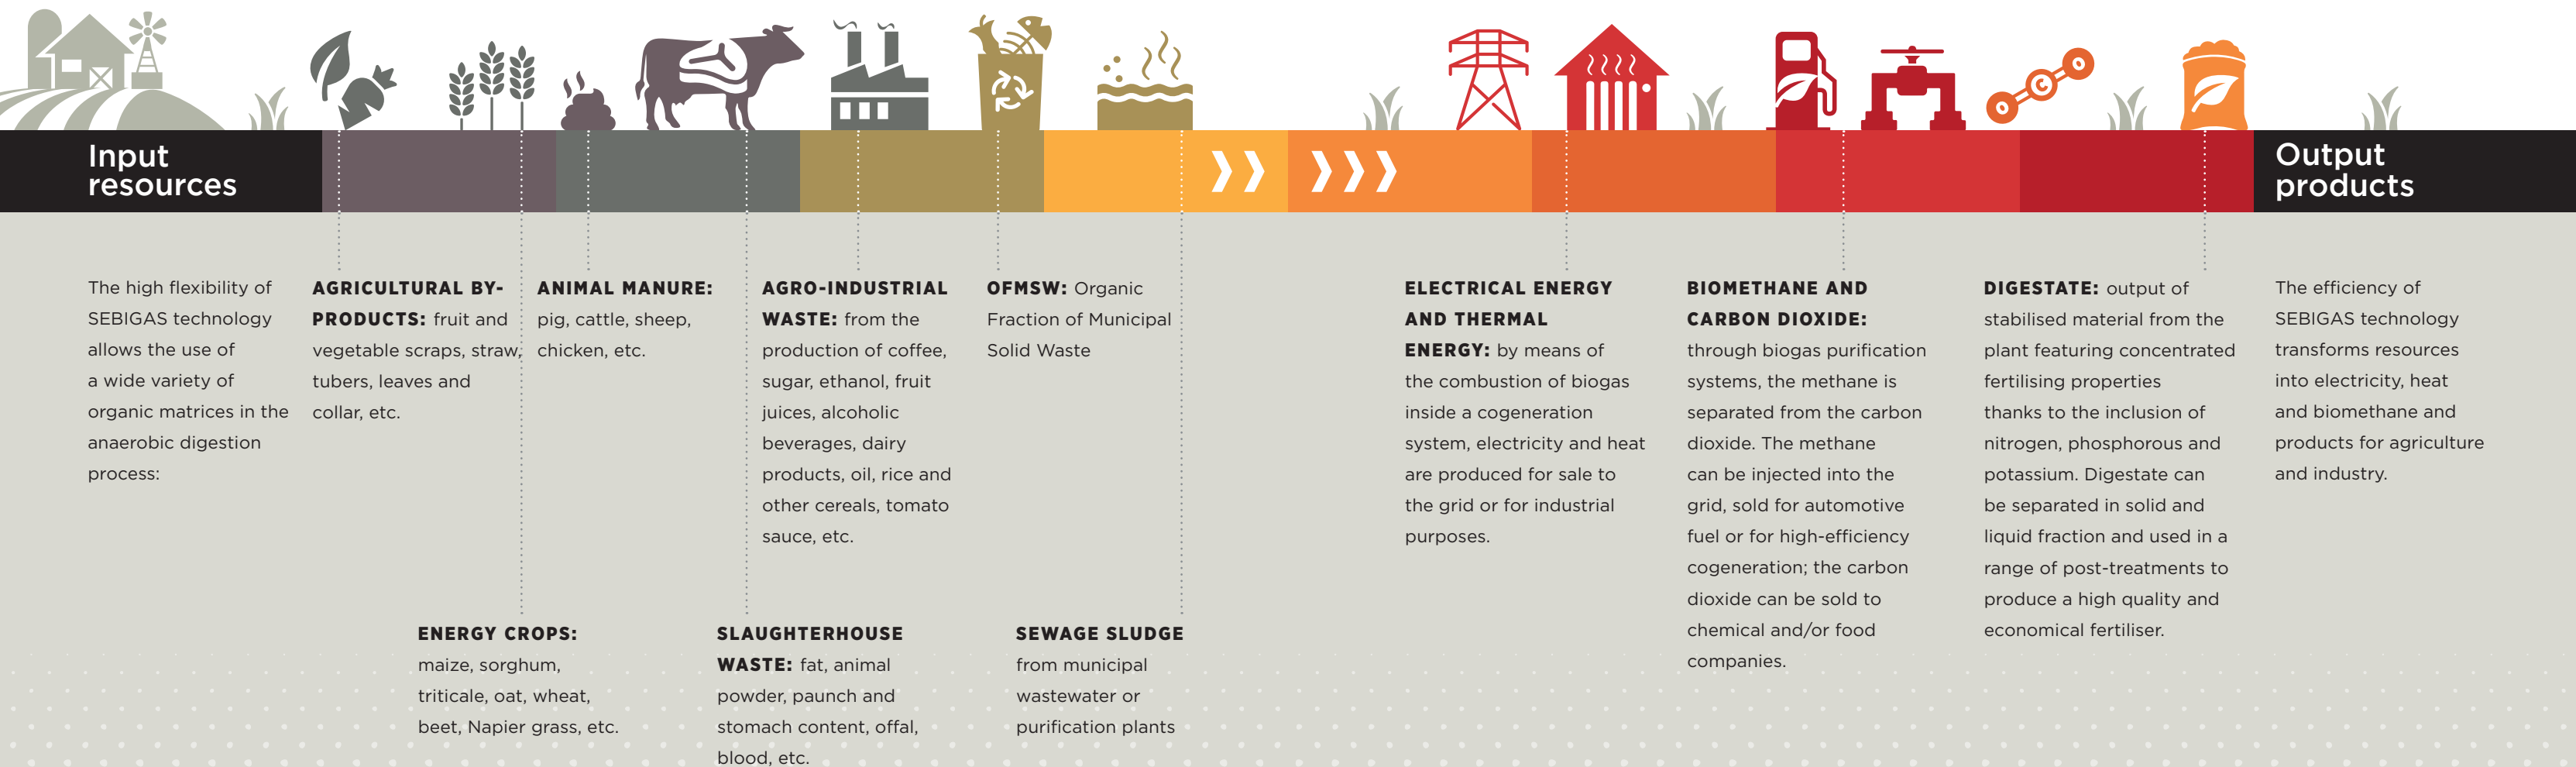 Input
resources
Output
products
The high flexibility of
SEBIGAS technology
allows the use of
a wide variety of
organic matrices in the
anaerobic digestion
process:
AGRICULTURAL BY-
PRODUCTS: fruit and
vegetable scraps, straw,
tubers, leaves and
collar, etc.
ENERGY CROPS:
maize, sorghum,
triticale, oat, wheat,
beet, Napier grass, etc.
ANIMAL MANURE:
pig, cattle, sheep,
chicken, etc.
SLAUGHTERHOUSE
WASTE: fat, animal
powder, paunch and
stomach content, offal,
blood, etc.
AGRO-INDUSTRIAL
WASTE: from the
production of coffee,
sugar, ethanol, fruit
juices, alcoholic
beverages, dairy
products, oil, rice and
other cereals, tomato
sauce, etc.
OFMSW: Organic
Fraction of Municipal
Solid Waste
SEWAGE SLUDGE
from municipal
wastewater or
purification plants
ELECTRICAL ENERGY
AND THERMAL
ENERGY: by means of
the combustion of biogas
inside a cogeneration
system, electricity and heat
are produced for sale to
the grid or for industrial
purposes.
O C O
BIOMETHANE AND
CARBON DIOXIDE:
through biogas purification
systems, the methane is
separated from the carbon
dioxide. The methane
can be injected into the
grid, sold for automotive
fuel or for high-efficiency
cogeneration; the carbon
dioxide can be sold to
chemical and/or food
companies.
DIGESTATE: output of
stabilised material from the
plant featuring concentrated
fertilising properties
thanks to the inclusion of
nitrogen, phosphorous and
potassium. Digestate can
be separated in solid and
liquid fraction and used in a
range of post-treatments to
produce a high quality and
economical fertiliser.
The efficiency of
SEBIGAS technology
transforms resources
into electricity, heat
and biomethane and
products for agriculture
and industry.